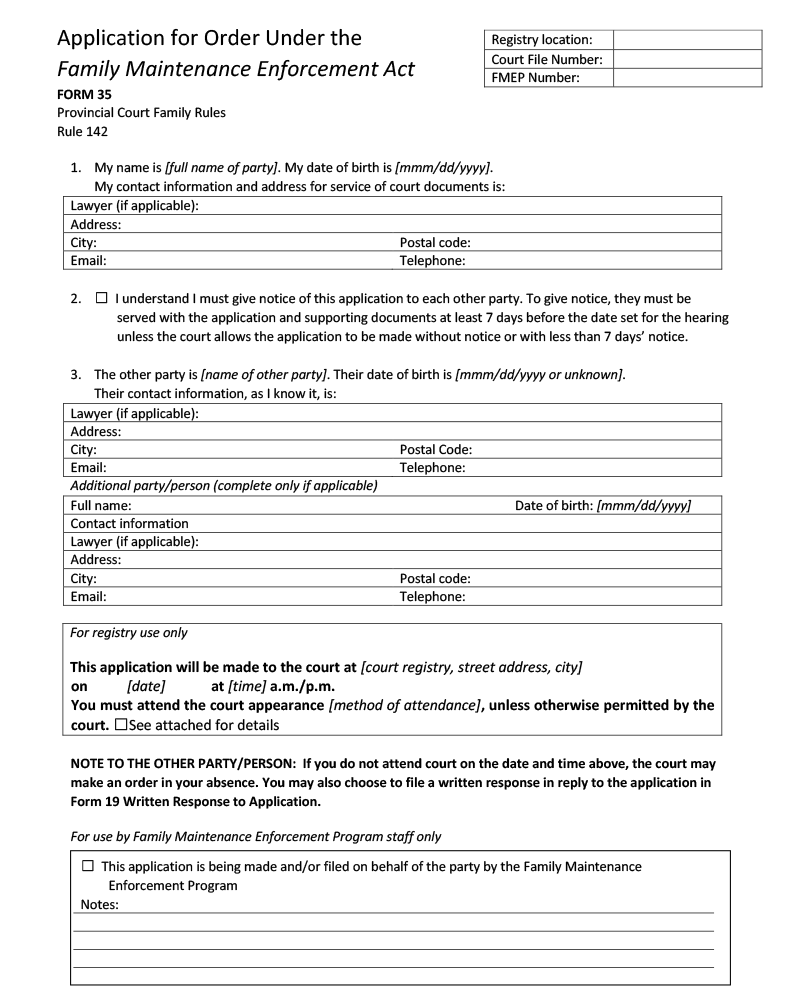 Application for Order Under the
Family Maintenance Enforcement Act
FORM 35
Provincial Court Family Rules
Rule 142
Registry location:
Court File Number:
FMEP Number:
1. My name is [full name of party]. My date of birth is [mmm/dd/yyyy].
My contact information and address for service of court documents is:
Lawyer (if applicable):
Address:
City: Postal code:
Email: Telephone:
2. ☐ I understand I must give notice of this application to each other party. To give notice, they must be
served with the application and supporting documents at least 7 days before the date set for the hearing
unless the court allows the application to be made without notice or with less than 7 days’ notice.
3. The other party is [name of other party]. Their date of birth is [mmm/dd/yyyy or unknown].
Their contact information, as I know it, is:
Lawyer (if applicable):
Address:
City: Postal Code:
Email: Telephone:
Additional party/person (complete only if applicable)
Full name: Date of birth: [mmm/dd/yyyy]
Contact information
Lawyer (if applicable):
Address:
City: Postal code:
Email: Telephone:
For registry use only
This application will be made to the court at [court registry, street address, city]
on [date] at [time] a.m./p.m.
You must attend the court appearance [method of attendance], unless otherwise permitted by the
court. ☐See attached for details
NOTE TO THE OTHER PARTY/PERSON: If you do not attend court on the date and time above, the court may
make an order in your absence. You may also choose to file a written response in reply to the application in
Form 19 Written Response to Application.
For use by Family Maintenance Enforcement Program staff only
☐ This application is being made and/or filed on behalf of the party by the Family Maintenance
Enforcement Program
Notes: